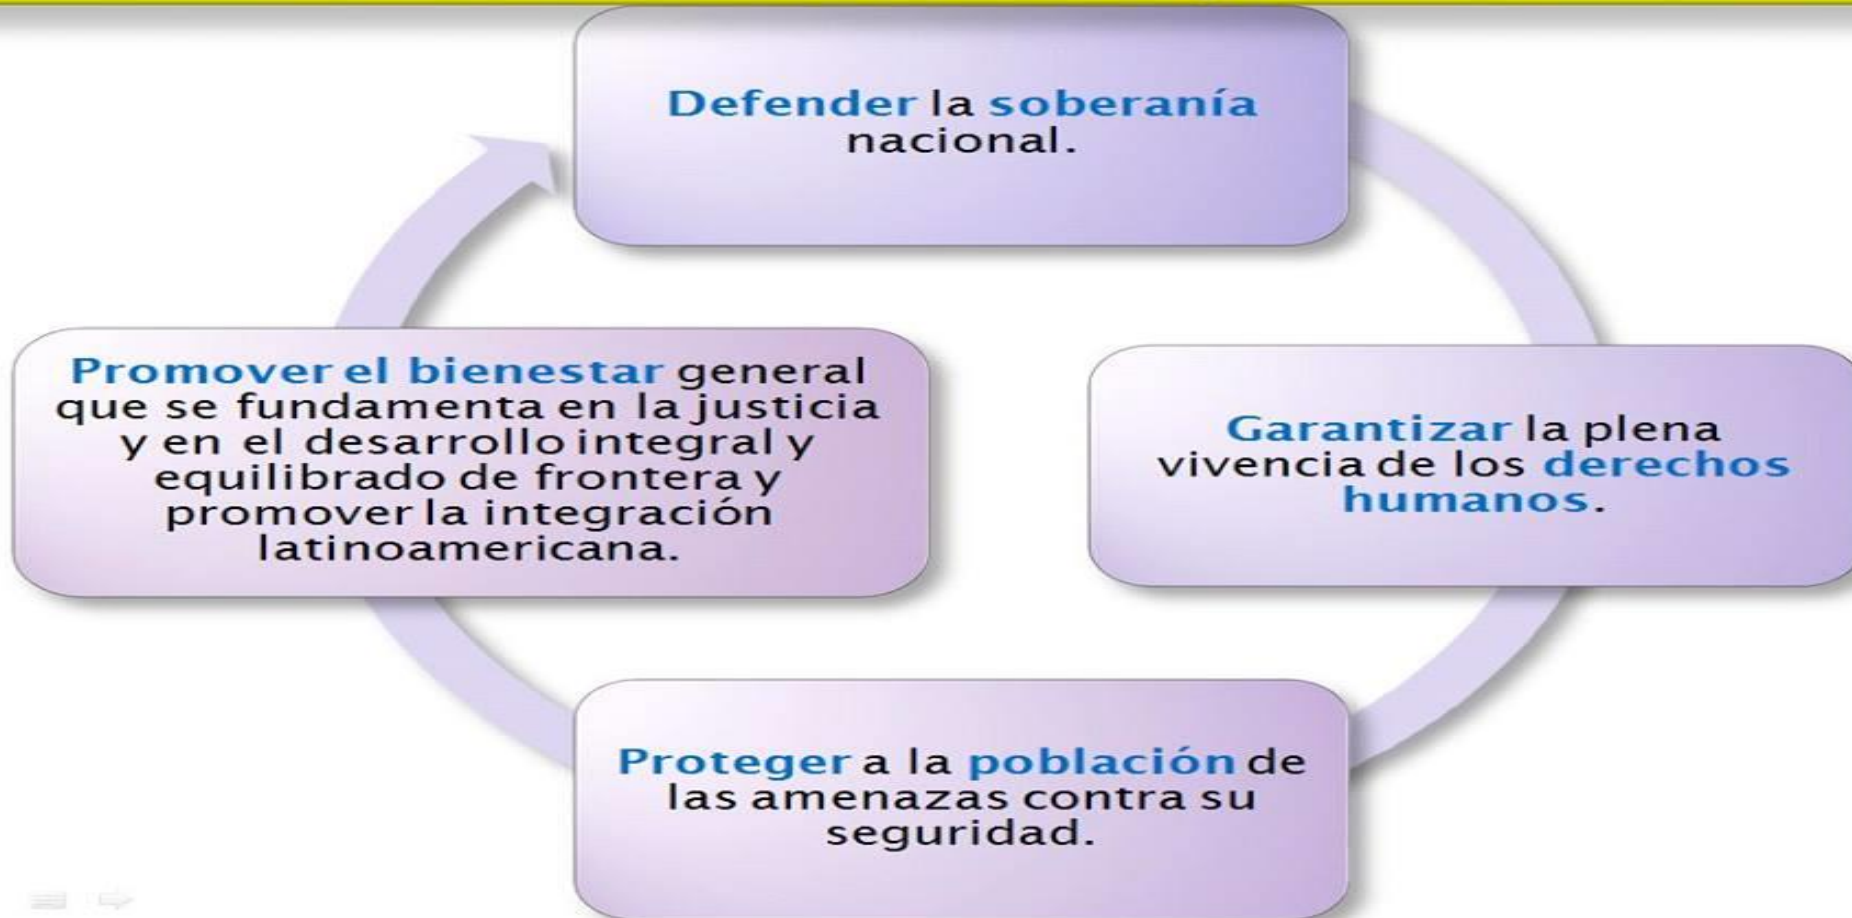 Defender la soberanía
nacional.
Garantizar la plena
vivencia de los derechos
humanos.
Proteger a la población de
las amenazas contra su
seguridad.
Promover el bienestar general
que se fundamenta en la justicia
y en el desarrollo integral y
equilibrado de frontera y
promover la integración
latinoamericana.